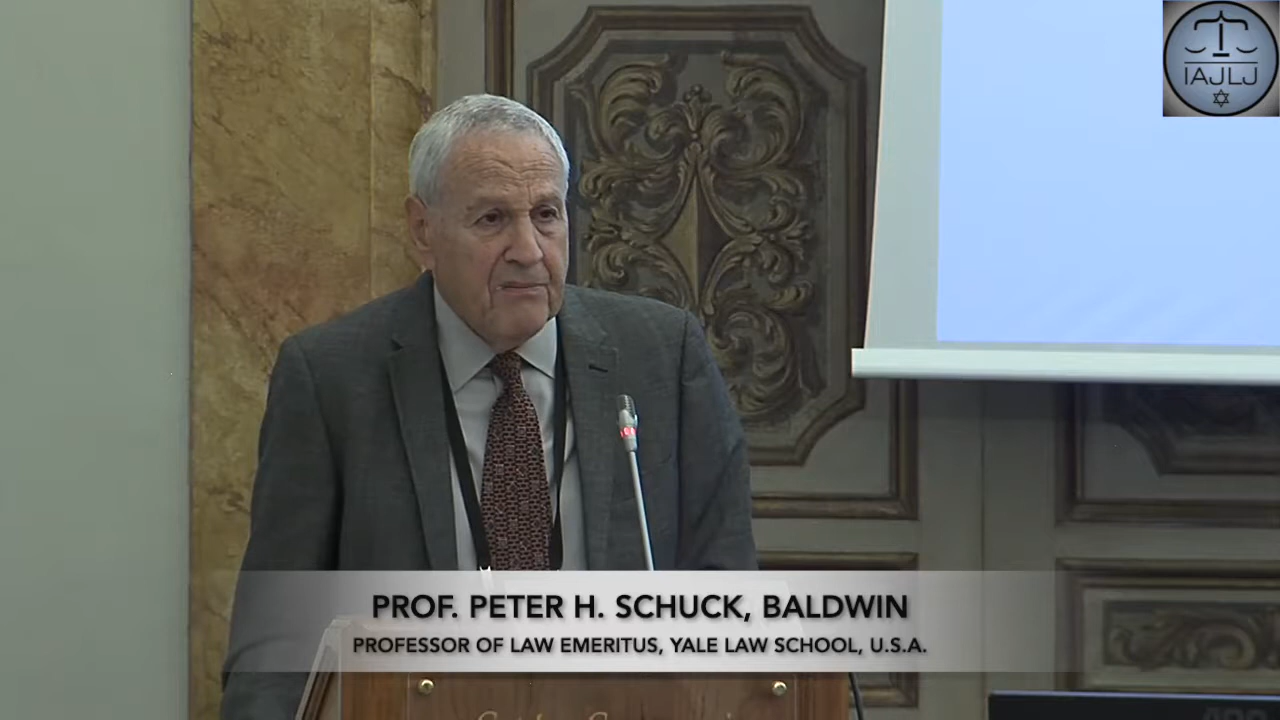 IAJLJ
PROF. PETER H. SCHUCK, BALDWIN
PROFESSOR OF LAW EMERITUS, YALE LAW SCHOOL, U.S.A.